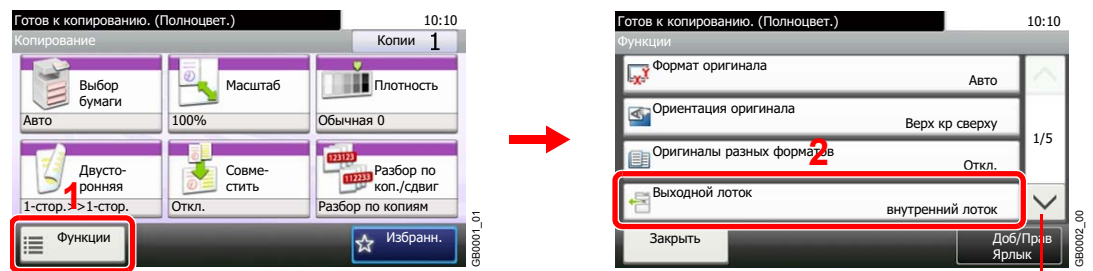 Готов к копированию. (Полноцвет.)
10:10
Копирование
Копии 1
Выбор
бумаги
Авто
Масштаб
100%
Плотность
Обычная 0
Двусто-
ронняя
1-стор.>>1-стор.
Совме-
стить
Откл.
123123
112233
Разбор по
коп./сдвиг
Разбор по копиям
1
Функции
Избранн.
GB0001_01
Готов к копированию. (Полноцвет.)
10:10
Функции
Формат оригинала
Авто
Ориентация оригинала
Верх кр сверху
1/5
Оригиналы разных форматов
Откл.
2
Выходной лоток
внутренний лоток
Закрыть
Доб/Прав
Ярлык
GB0002_00